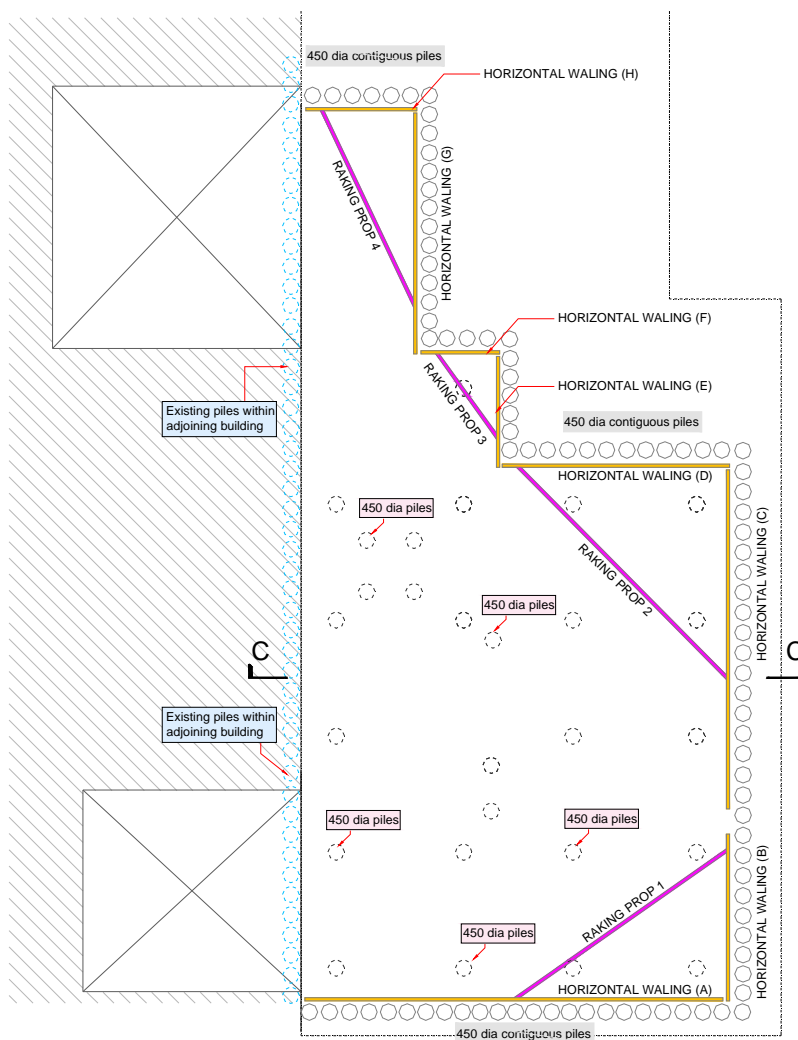 450 dia contiguous piles
HORIZONTAL WALING (H)
RAKING PROP 4
HORIZONTAL WALING (G)
HORIZONTAL WALING (F)
HORIZONTAL WALING (E)
RAKING PROP 3
Existing piles within
adjoining building
450 dia contiguous piles
HORIZONTAL WALING (D)
450 dia piles
HORIZONTAL WALING (C)
RAKING PROP 2
450 dia piles
C
C
Existing piles within
adjoining building
450 dia piles
450 dia piles
HORIZONTAL WALING (B)
RAKING PROP 1
450 dia piles
HORIZONTAL WALING (A)
450 dia contiguous piles